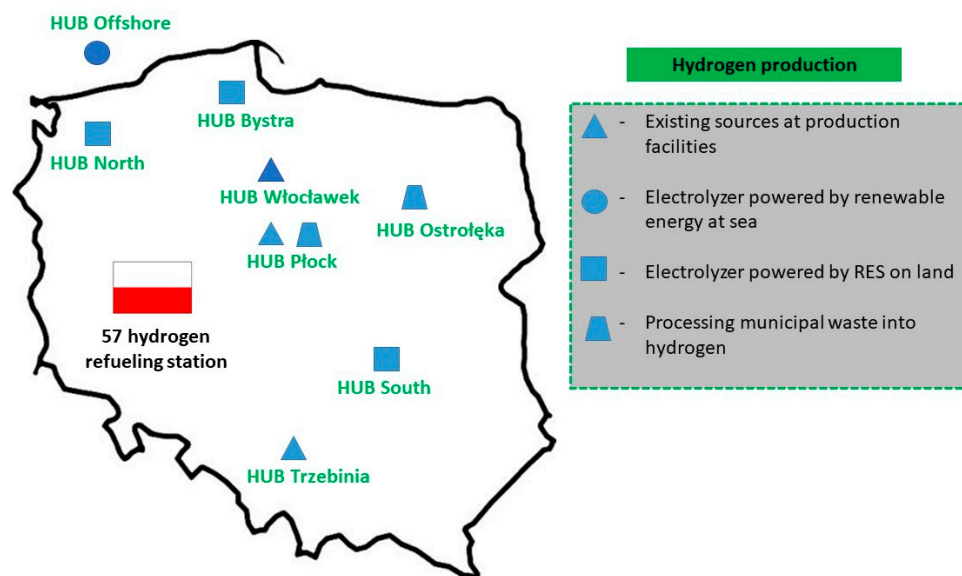 HUB Offshore
HUB Bystra
HUB North
HUB Włocławek
HUB Ostrołęka
HUB Płock
57 hydrogen
refueling station
HUB South
HUB Trzebinia
Hydrogen production
- Existing sources at production
facilities
- Electrolyzer powered by renewable
energy at sea
- Electrolyzer powered by RES on land
- Processing municipal waste into
hydrogen